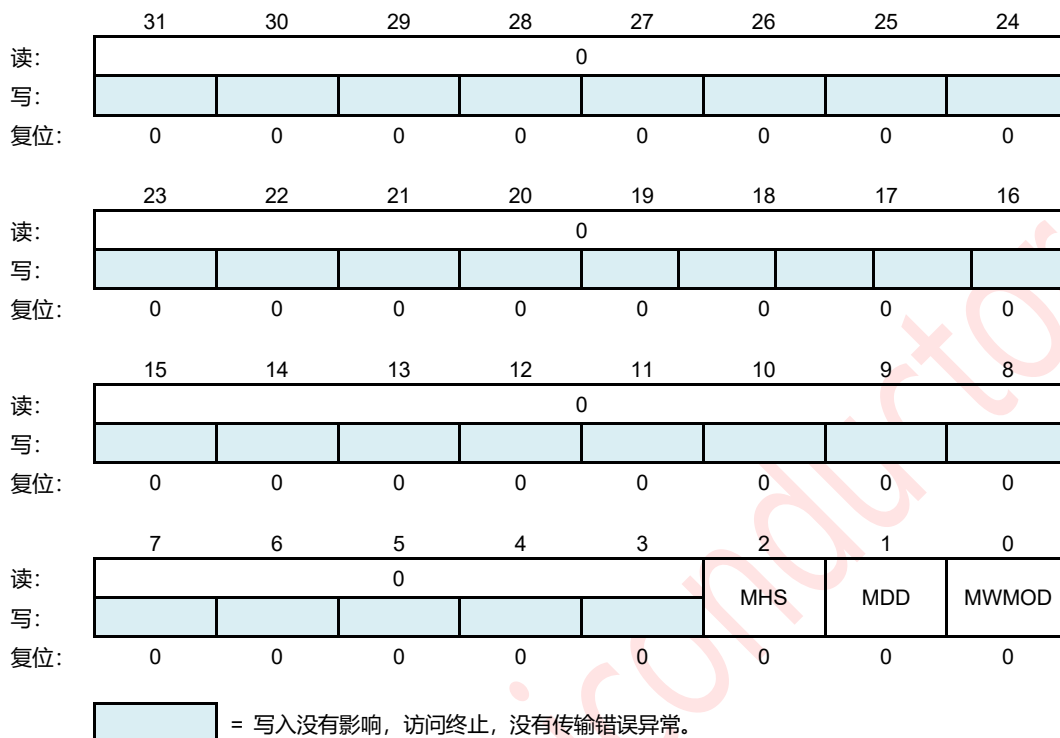 31 30 29 28 27 26 25 24
读: 0
写:
复位: 0 0 0 0 0 0 0 0
23 22 21 20 19 18 17 16
读: 0
写:
复位: 0 0 0 0 0 0 0 0
15 14 13 12 11 10 9 8
读: 0
写:
复位: 0 0 0 0 0 0 0 0
7 6 5 4 3 2 1 0
读: 0 MHS MDD MWMOD
写:
复位: 0 0 0 0 0 0 0 0
= 写入没有影响，访问终止，没有传输错误异常。
iconductor